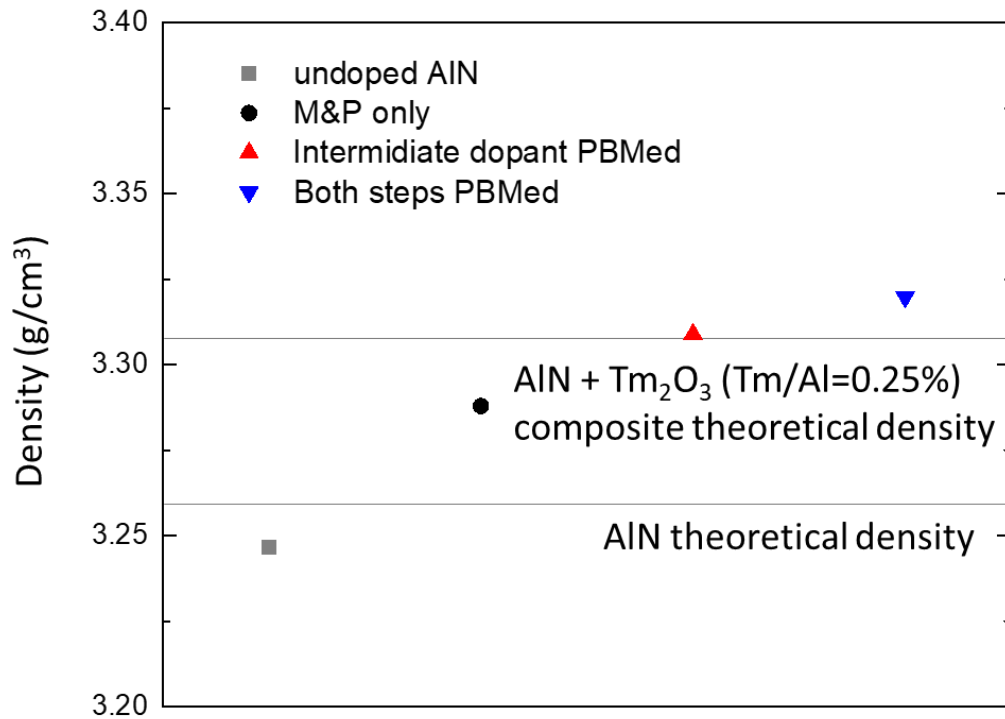 3.40
undoped AlN
M&P only
Intermidiate dopant PBMed
Both steps PBMed
3.35
3.30
3.25
3.20
Density (g/cm³)
AlN + Tm₂O₃ (Tm/Al=0.25%)
composite theoretical density
AlN theoretical density